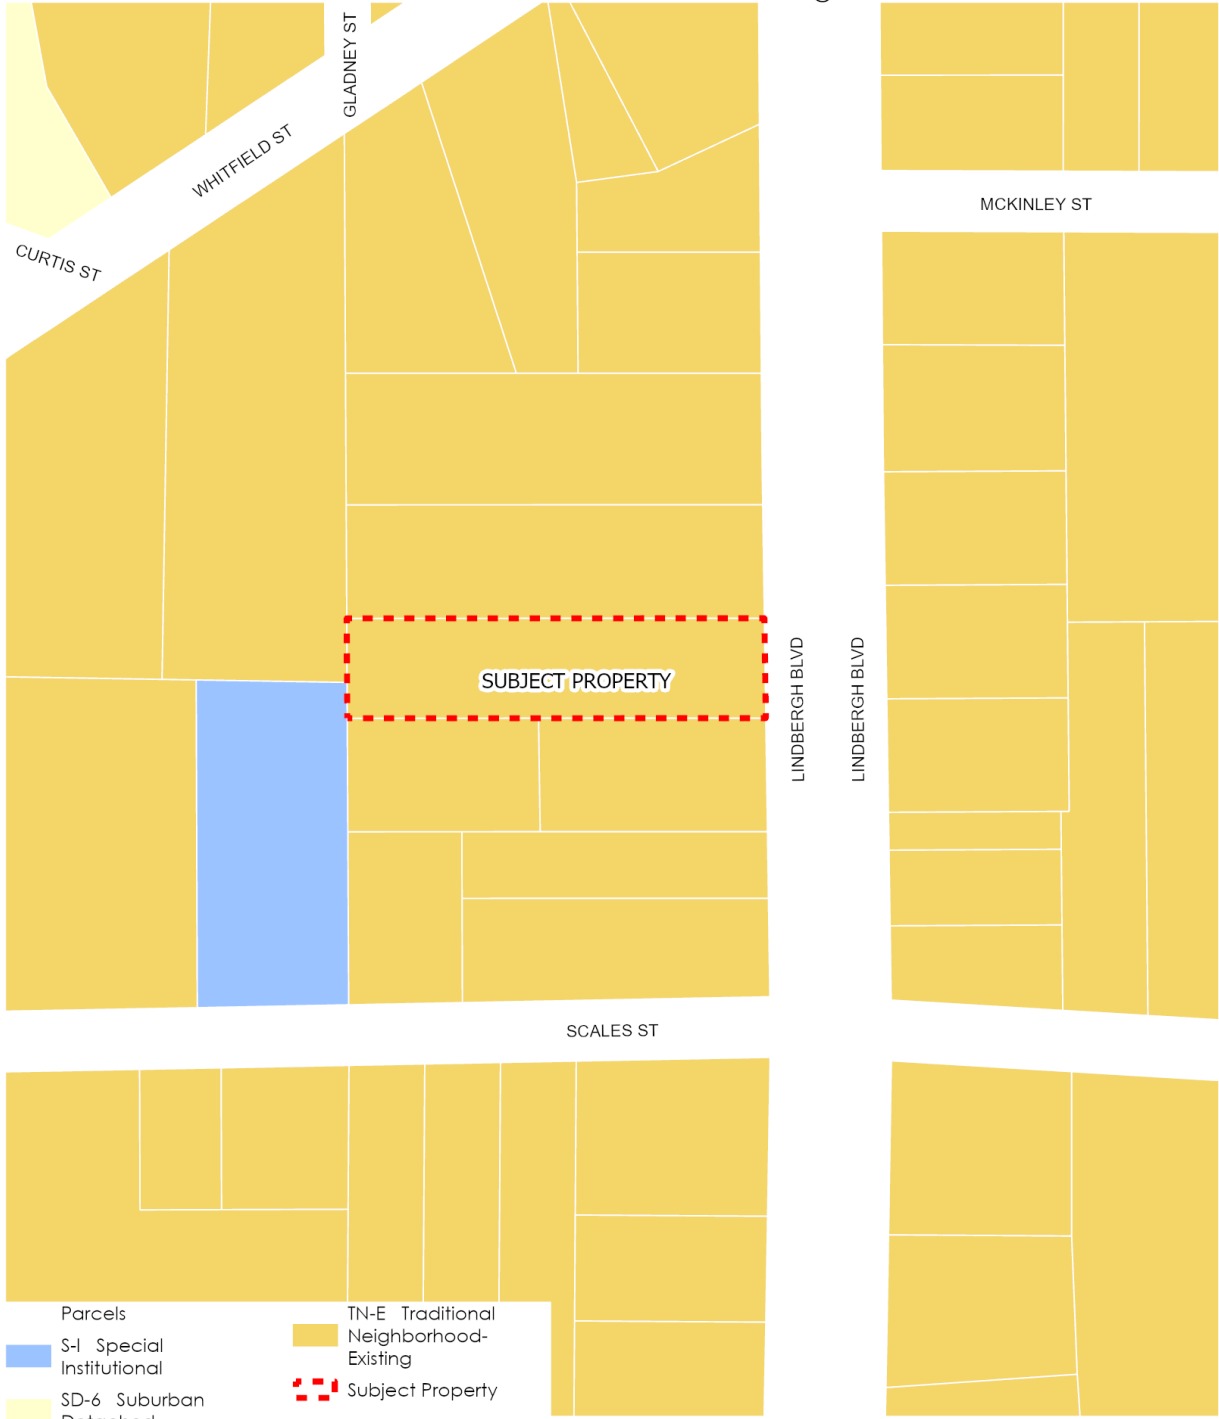 GLADNEY ST
WHITFIELD ST
MCKINLEY ST
CURTIS ST
SUBJECT PROPERTY
LINDBERGH BLVD
LINDBERGH BLVD
SCALES ST
Parcels
S-I Special
Institutional
SD-6 Suburban
TN-E Traditional
Neighborhood-
Existing
Subject Property